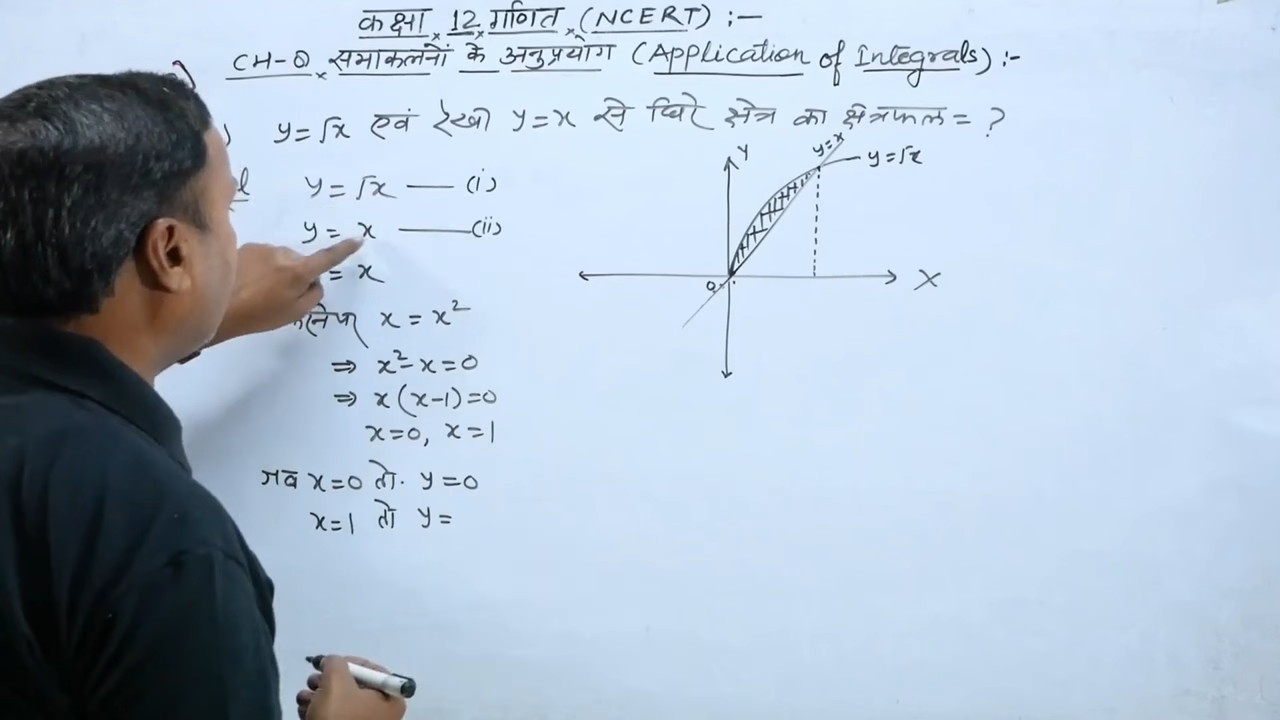 कक्षा 12 गणित (NCERT) :-
CH-8 समाकलनों के अनुप्रयोग (Application of Integrals) :-
y=√x एवं रेखा y=x से घिरे क्षेत्र का क्षेत्रफल = ?
y = √x — (i)
y = x — (ii)
= x
x = x²
⇒ x² - x = 0
⇒ x(x-1)=0
x=0, x=1
जब x=0 तो y=0
x=1 तो y=
Y
y=x
y=√x
X